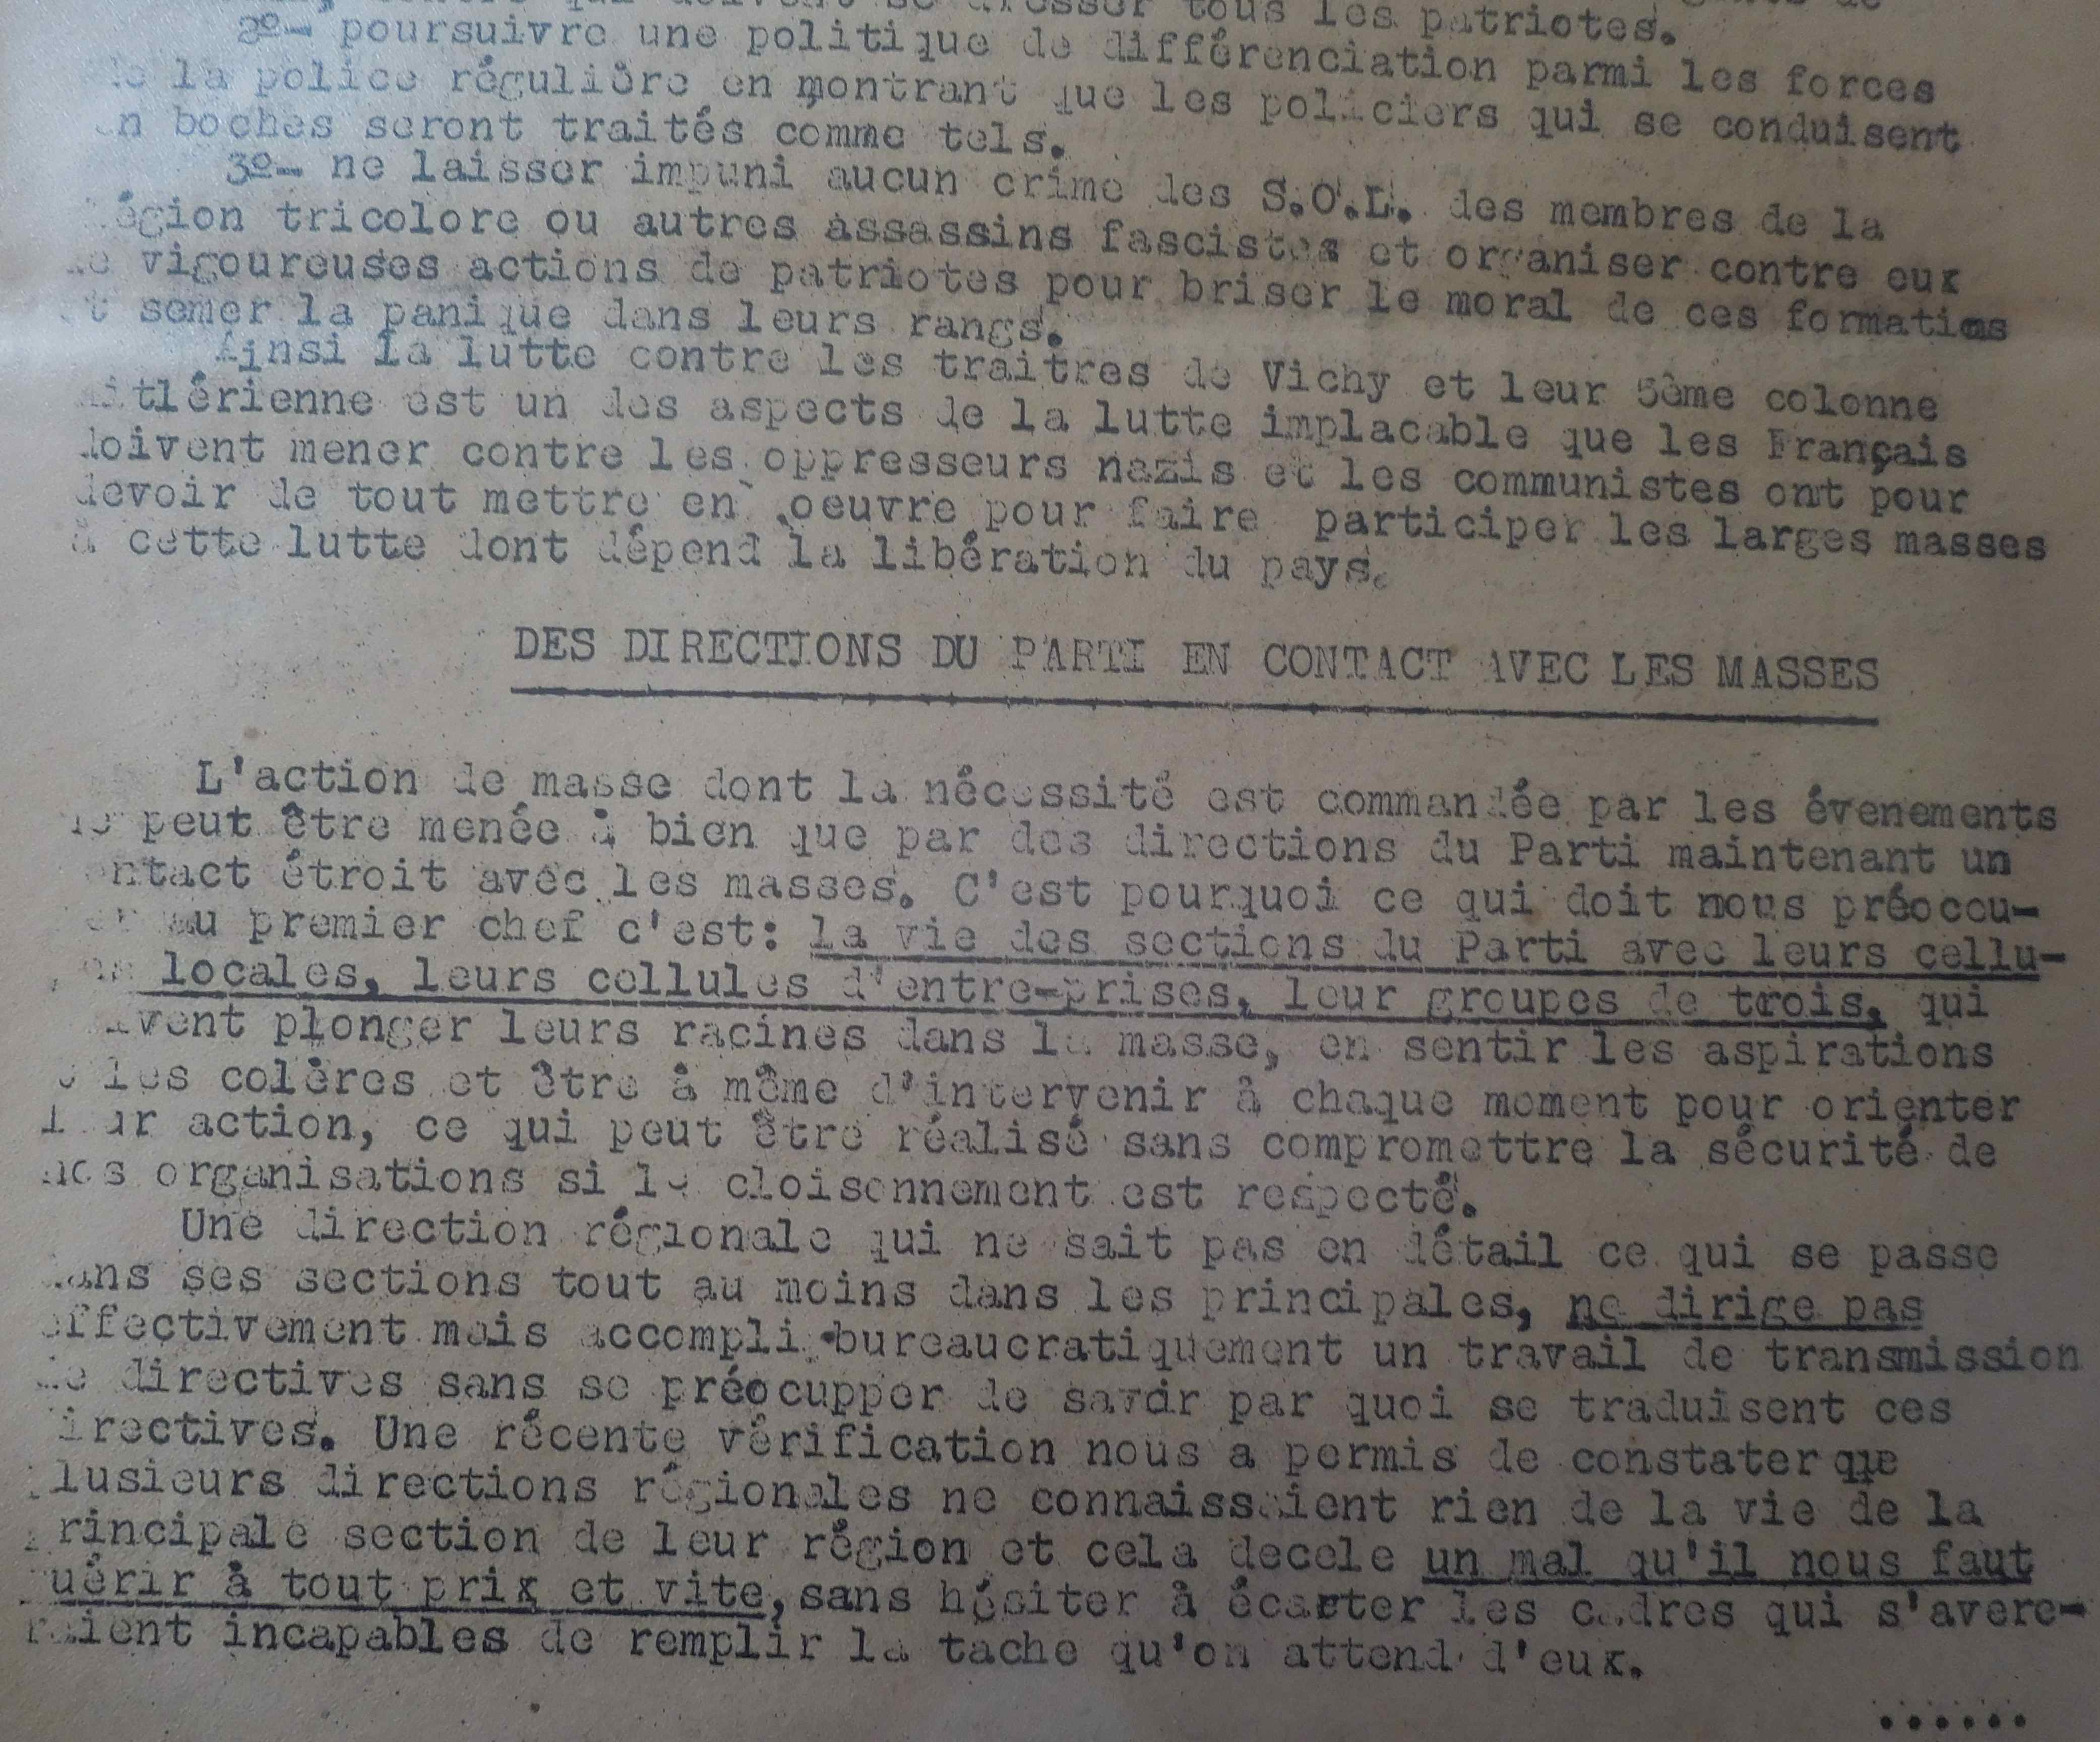 se dresser tous les patriotes.
3º- poursuivre une politique de différenciation parmi les forces
de la police régulière en montrant que les policiers qui se conduisent
en boches seront traités comme tels.
3º- ne laisser impuni aucun crime des S.O.L. des membres de la
légion tricolore ou autres assassins fascistes et organiser contre eux
de vigoureuses actions de patriotes pour briser le moral de ces formations
et semer la panique dans leurs rangs.
Ainsi la lutte contre les traitres de Vichy et leur 5ème colonne
hitlérienne est un des aspects de la lutte implacable que les Français
doivent mener contre les oppresseurs nazis et les communistes ont pour
devoir de tout mettre en oeuvre pour faire participer les larges masses
à cette lutte dont dépend la libération du pays.
DES DIRECTIONS DU PARTI EN CONTACT AVEC LES MASSES
L'action de masse dont la nécessité est commandée par les évenements
ne peut être menée à bien que par des directions du Parti maintenant un
contact étroit avec les masses. C'est pourquoi ce qui doit nous préoccu-
per au premier chef c'est: la vie des sections du Parti avec leurs cellu-
les locales, leurs cellules d'entre-prises, leur groupes de trois, qui
doivent plonger leurs racines dans la masse, en sentir les aspirations
et les colères et être à même d'intervenir à chaque moment pour orienter
leur action, ce qui peut être réalisé sans compromettre la sécurité de
nos organisations si le cloisonnement est respecté.
Une direction régionale qui ne sait pas en détail ce qui se passe
dans ses sections tout au moins dans les principales, ne dirige pas
effectivement mais accompli bureaucratiquement un travail de transmission
de directives sans se préocupper de savoir par quoi se traduisent ces
directives. Une récente vérification nous a permis de constater que
plusieurs directions régionales ne connaissaient rien de la vie de la
principale section de leur région et cela decele un mal qu'il nous faut
guérir à tout prix et vite, sans hésiter à écarter les cadres qui s'avere-
raient incapables de remplir la tache qu'on attend d'eux.
......